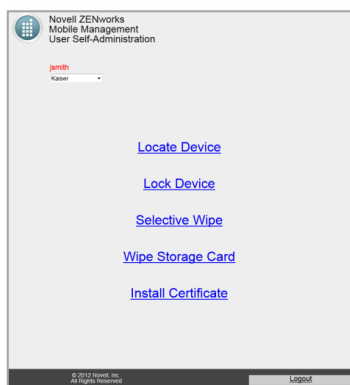 Novell ZENworks
Mobile Management
User Self-Administration
jsmith
Kaiser
Locate Device
Lock Device
Selective Wipe
Wipe Storage Card
Install Certificate
© 2012 Novell, Inc.
All Rights Reserved
Logout